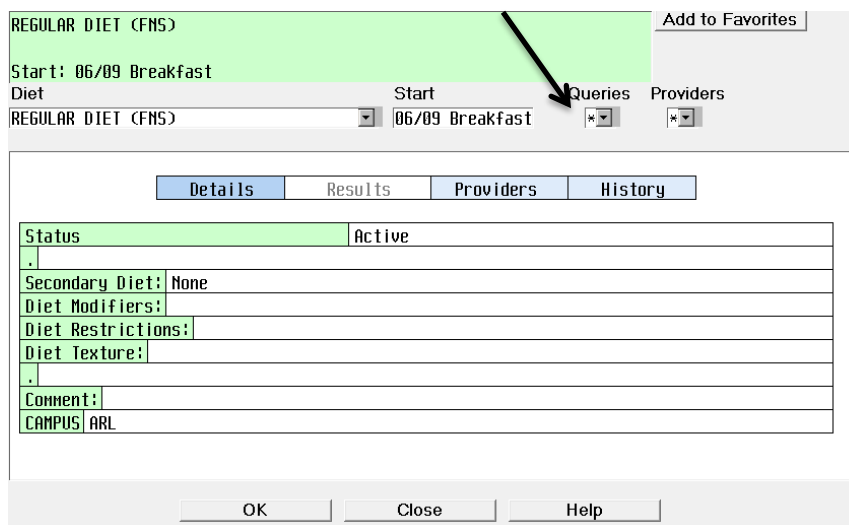 REGULAR DIET (FNS)
Add to Favorites
Start: 06/09 Breakfast
Diet Start Queries Providers
REGULAR DIET (FNS) 06/09 Breakfast * *
Details Results Providers History
Status Active
.
Secondary Diet: None
Diet Modifiers:
Diet Restrictions:
Diet Texture:
.
Comment:
CAMPUS ARL
OK Close Help